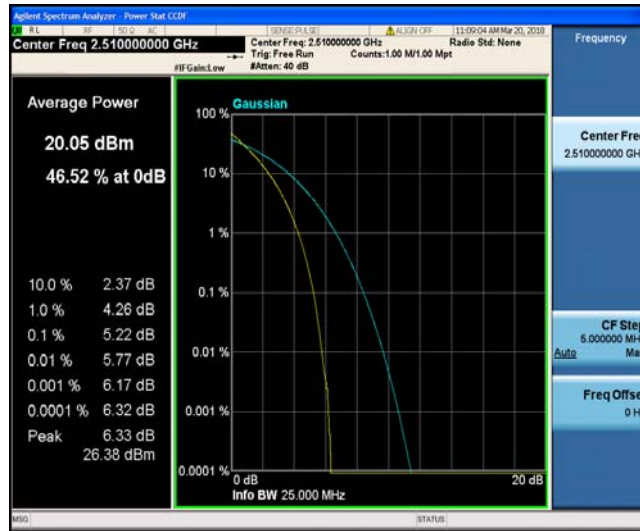 Agilent Spectrum Analyzer - Power Stat CCDF
RL RF 50 Ω AC SENSE:PULSE ALIGN OFF 11:09:04 AM Mar 20, 2018
Center Freq 2.510000000 GHz
Center Freq: 2.510000000 GHz Radio Std: None
Trig: Free Run Counts:1.00 M/1.00 Mpt
#IFGain:Low #Atten: 40 dB
Frequency
Average Power
20.05 dBm
46.52 % at 0dB
10.0 % 2.37 dB
1.0 % 4.26 dB
0.1 % 5.22 dB
0.01 % 5.77 dB
0.001 % 6.17 dB
0.0001 % 6.32 dB
Peak 6.33 dB
26.38 dBm
Gaussian
100 %
10 %
1 %
0.1 %
0.01 %
0.001 %
0.0001 %
0 dB 20 dB
Info BW 25.000 MHz
Center Fre
2.510000000 GH
CF Step
5.000000 MH
Auto Ma
Freq Offse
0 H
MSG STATUS